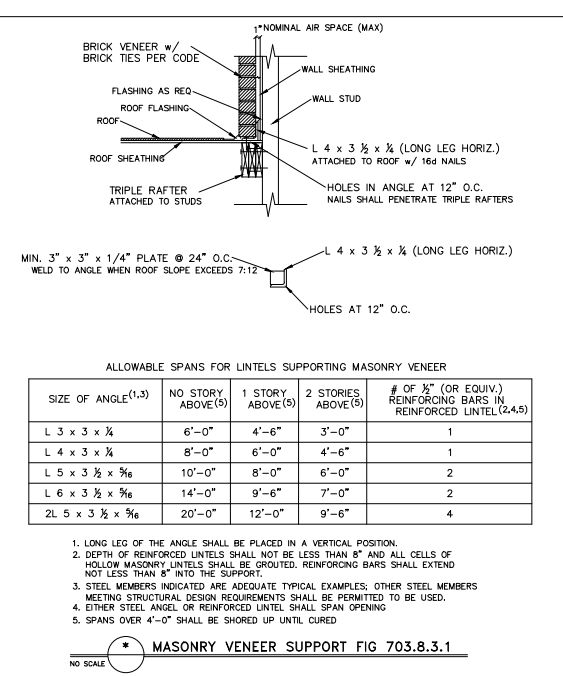 1" NOMINAL AIR SPACE (MAX)
BRICK VENEER w/
BRICK TIES PER CODE
WALL SHEATHING
FLASHING AS REQ
WALL STUD
ROOF FLASHING
ROOF
L 4 x 3 ½ x ¼ (LONG LEG HORIZ.)
ATTACHED TO ROOF w/ 16d NAILS
ROOF SHEATHING
TRIPLE RAFTER
ATTACHED TO STUDS
HOLES IN ANGLE AT 12" O.C.
NAILS SHALL PENETRATE TRIPLE RAFTERS
MIN. 3" x 3" x 1/4" PLATE @ 24" O.C.
WELD TO ANGLE WHEN ROOF SLOPE EXCEEDS 7:12
L 4 x 3 ½ x ¼ (LONG LEG HORIZ.)
HOLES AT 12" O.C.
ALLOWABLE SPANS FOR LINTELS SUPPORTING MASONRY VENEER
SIZE OF ANGLE(1,3)
NO STORY
ABOVE(5)
1 STORY
ABOVE(5)
2 STORIES
ABOVE(5)
# OF ½" (OR EQUIV.)
REINFORCING BARS IN
REINFORCED LINTEL(2,4,5)
L 3 x 3 x ¼ 6'-0" 4'-6" 3'-0" 1
L 4 x 3 x ¼ 8'-0" 6'-0" 4'-6" 1
L 5 x 3 ½ x 5/16 10'-0" 8'-0" 6'-0" 2
L 6 x 3 ½ x 5/16 14'-0" 9'-6" 7'-0" 2
2L 5 x 3 ½ x 5/16 20'-0" 12'-0" 9'-6" 4
1. LONG LEG OF THE ANGLE SHALL BE PLACED IN A VERTICAL POSITION.
2. DEPTH OF REINFORCED LINTELS SHALL NOT BE LESS THAN 8" AND ALL CELLS OF
HOLLOW MASONRY LINTELS SHALL BE GROUTED. REINFORCING BARS SHALL EXTEND
NOT LESS THAN 8" INTO THE SUPPORT.
3. STEEL MEMBERS INDICATED ARE ADEQUATE TYPICAL EXAMPLES; OTHER STEEL MEMBERS
MEETING STRUCTURAL DESIGN REQUIREMENTS SHALL BE PERMITTED TO BE USED.
4. EITHER STEEL ANGEL OR REINFORCED LINTEL SHALL SPAN OPENING
5. SPANS OVER 4'-0" SHALL BE SHORED UP UNTIL CURED
* MASONRY VENEER SUPPORT FIG 703.8.3.1
NO SCALE